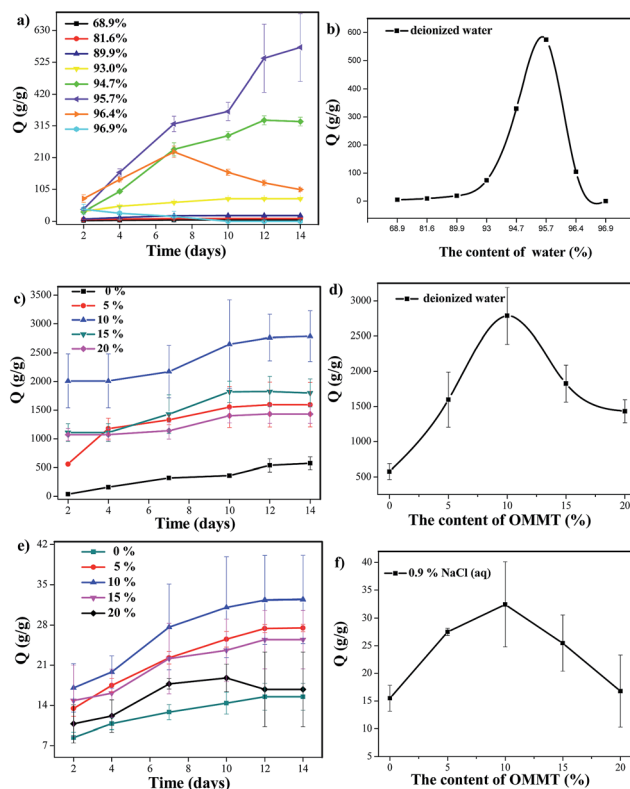 a)
68.9%
81.6%
89.9%
93.0%
94.7%
95.7%
96.4%
96.9%
Q (g/g)
630
525
420
315
210
105
0
2 4 6 8 10 12 14
Time (days)
b)
deionized water
Q (g/g)
600
500
400
300
200
100
0
68.9 81.6 89.9 93 94.7 95.7 96.4 96.9
The content of water (%)
c)
0 %
5 %
10 %
15 %
20 %
Q (g/g)
3500
3000
2500
2000
1500
1000
500
0
2 4 6 8 10 12 14
Time (days)
d)
deionized water
Q (g/g)
3000
2500
2000
1500
1000
500
0 5 10 15 20
The content of OMMT (%)
e)
0 %
5 %
10 %
15 %
20 %
Q (g/g)
42
35
28
21
14
7
2 4 6 8 10 12 14
Time (days)
f)
0.9 % NaCl (aq)
Q (g/g)
40
35
30
25
20
15
10
5
0 5 10 15 20
The content of OMMT (%)